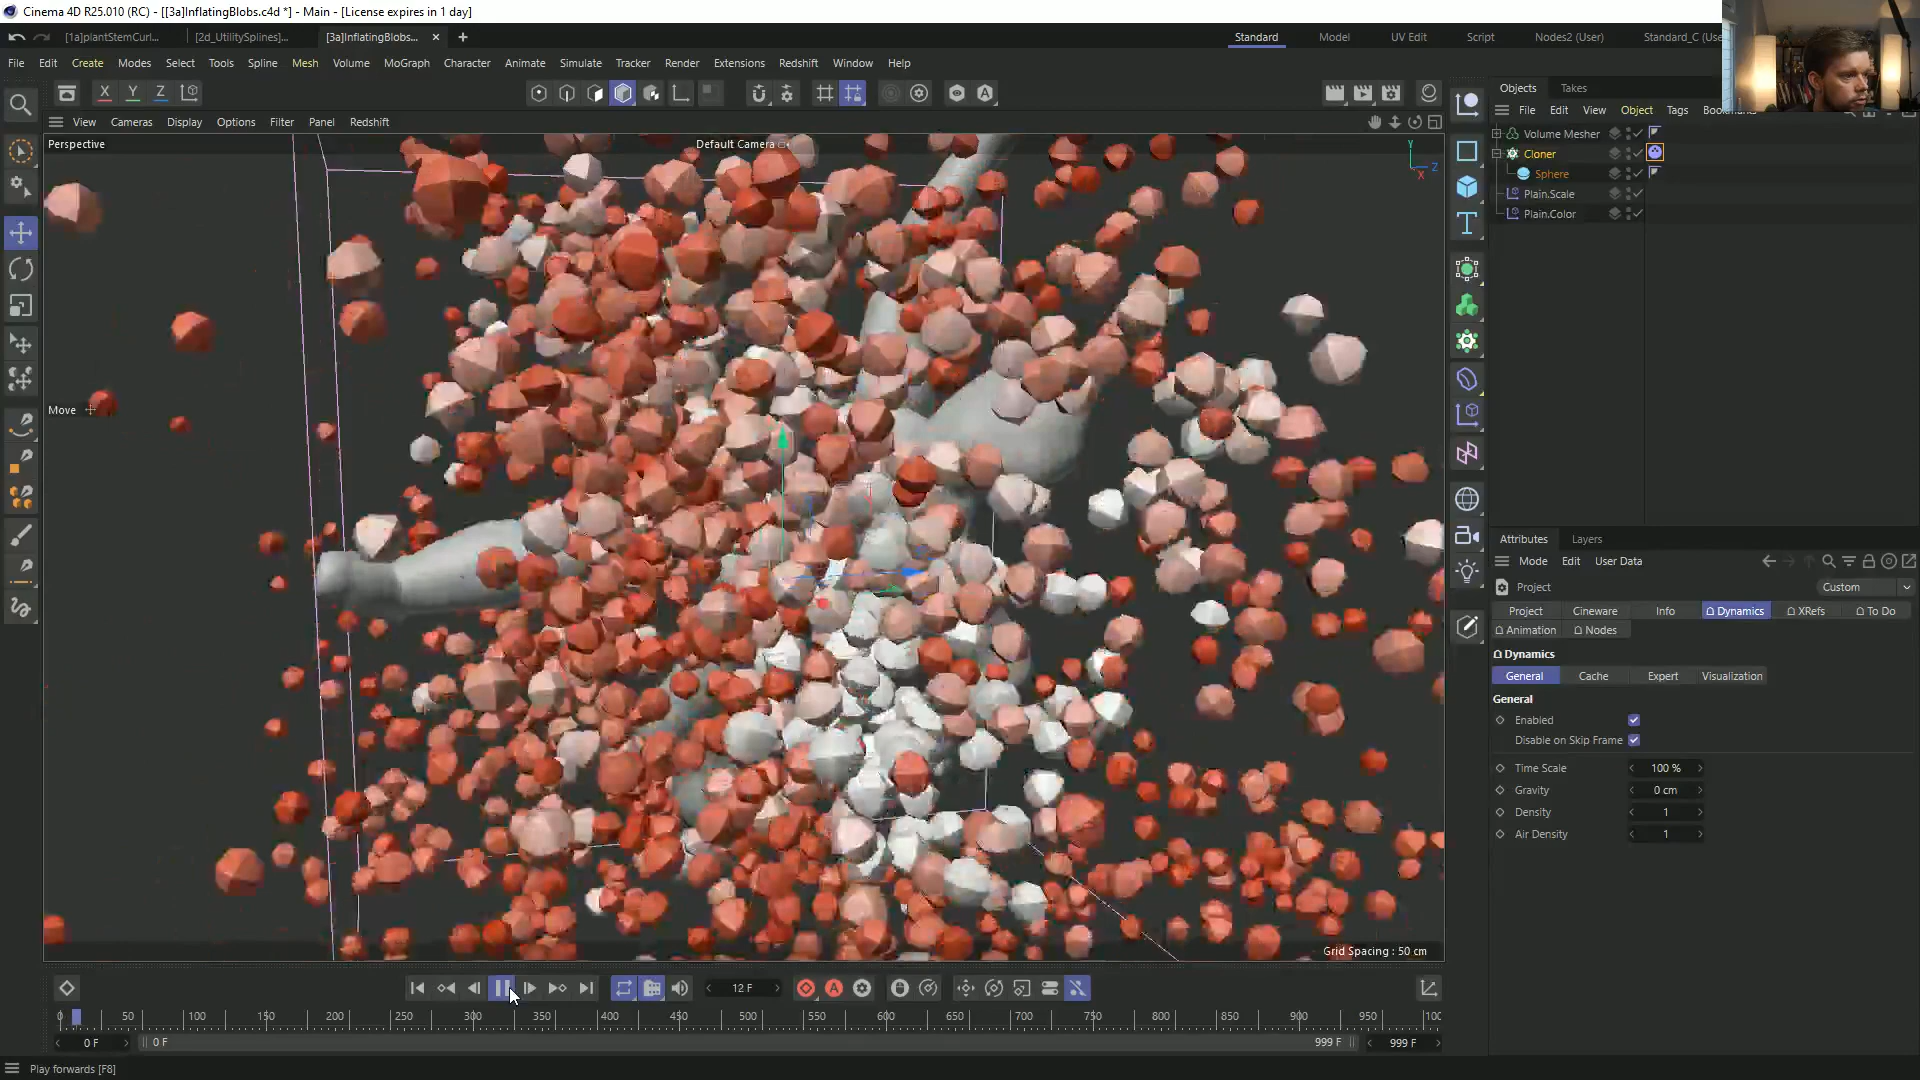 Cinema 4D R25.010 (RC) - [[3a]InflatingBlobs.c4d *] - Main - [License expires in 1 day]
[1a]plantStemCurl...
[2d_UtilitySplines]...
[3a]InflatingBlobs...
Standard
Model
UV Edit
Script
Nodes2 (User)
Standard_C (Use
File Edit Create Modes Select Tools Spline Mesh Volume MoGraph Character Animate Simulate Tracker Render Extensions Redshift Window Help
X Y Z
Objects Takes
File Edit View Object Tags
Volume Mesher
Cloner
Sphere
Plain.Scale
Plain.Color
View Cameras Display Options Filter Panel Redshift
Perspective
Default Camera
Y
Z
X
Move
Grid Spacing : 50 cm
Attributes Layers
Mode Edit User Data
Project
Custom
Project Cineware Info Dynamics XRefs To Do
Animation Nodes
Dynamics
General Cache Expert Visualization
General
Enabled
Disable on Skip Frame
Time Scale 100 %
Gravity 0 cm
Density 1
Air Density 1
12 F
0 50 100 150 200 250 300 350 400 450 500 550 600 650 700 750 800 850 900 950 100
0 F
0 F
999 F
999 F
Play forwards [F8]